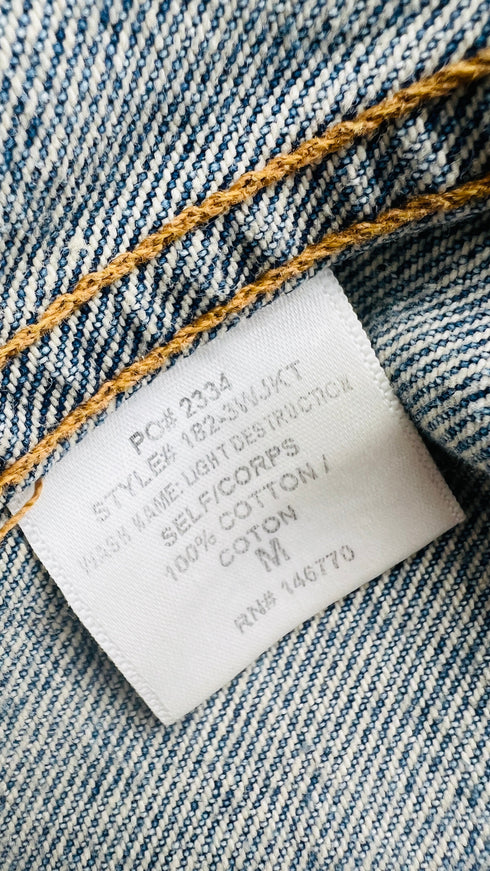 PO# 2334
STYLE# 182-3WJKT
WASH NAME: LIGHT DESTRUCTION
SELF/CORPS
100% COTTON /
COTON
M
RN# 146770